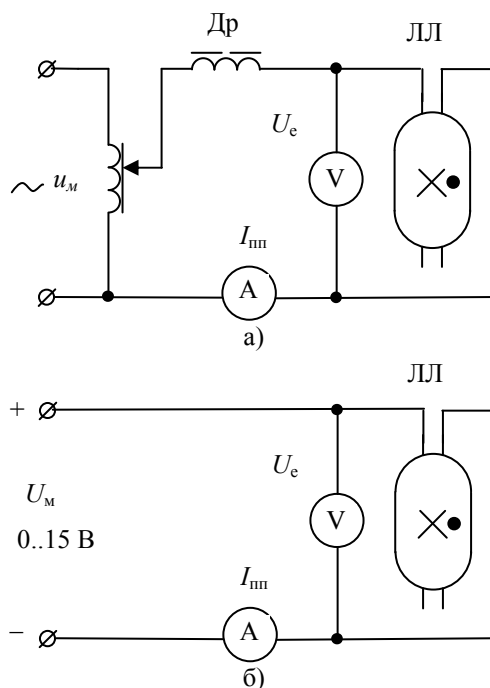 Др
ЛЛ
U_е
u_м
V
I_пп
A
а)
ЛЛ
+
U_е
U_м
V
0..15 В
I_пп
A
−
б)